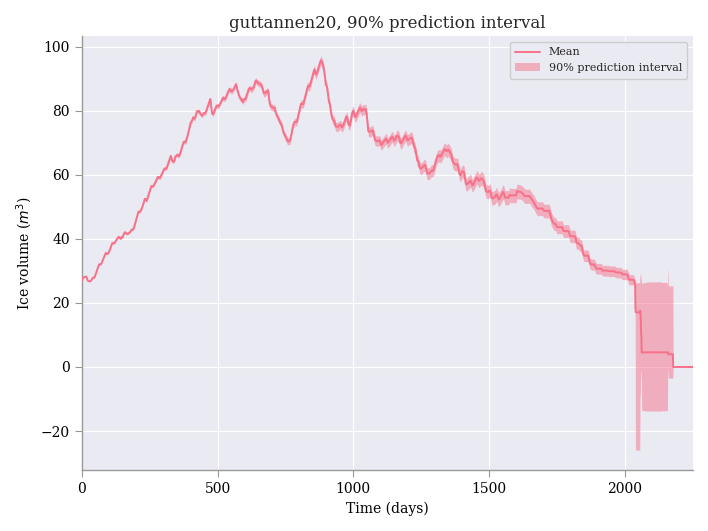 guttannen20, 90% prediction interval
Mean
90% prediction interval
100
80
60
40
20
0
−20
Ice volume (m³)
0 500 1000 1500 2000
Time (days)